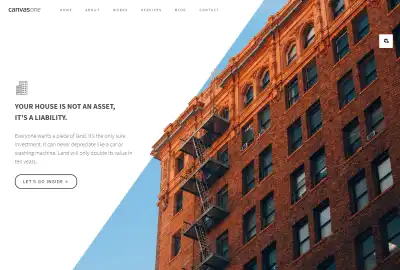 canvasone
HOME ABOUT WORKS SERVICES BLOG CONTACT
YOUR HOUSE IS NOT AN ASSET,
IT'S A LIABILITY.
Everyone wants a piece of land. It's the only sure
investment. It can never depreciate like a car or
washing machine. Land will only double its value in
ten years.
LET'S GO INSIDE >